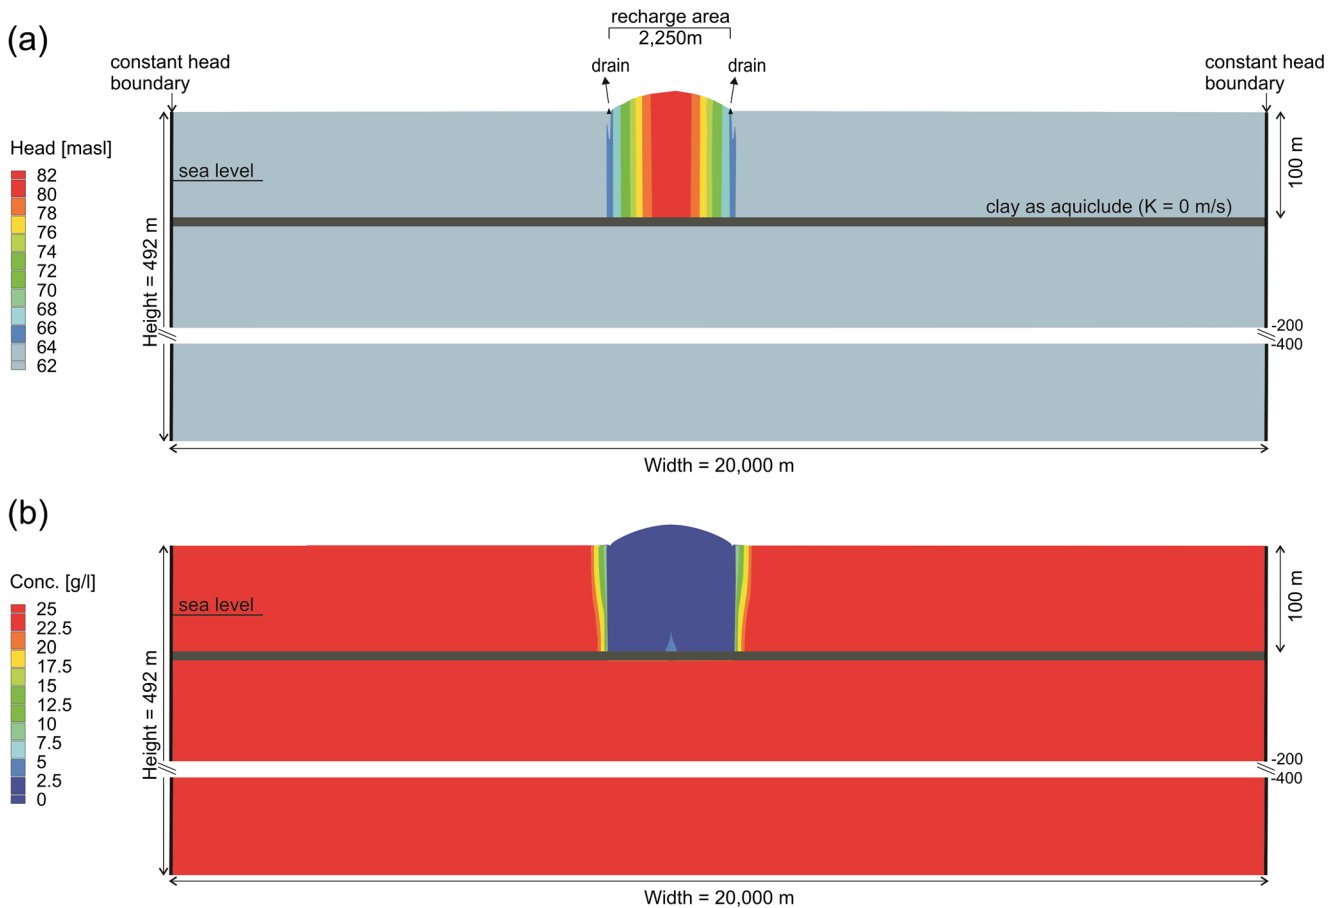 (a)
recharge area
2,250m
drain
drain
constant head
boundary
constant head
boundary
Head [masl]
82
80
78
76
74
72
70
68
66
64
62
sea level
clay as aquiclude (K = 0 m/s)
100 m
Height = 492 m
-200
-400
Width = 20,000 m
(b)
Conc. [g/l]
25
22.5
20
17.5
15
12.5
10
7.5
5
2.5
0
sea level
100 m
Height = 492 m
-200
-400
Width = 20,000 m